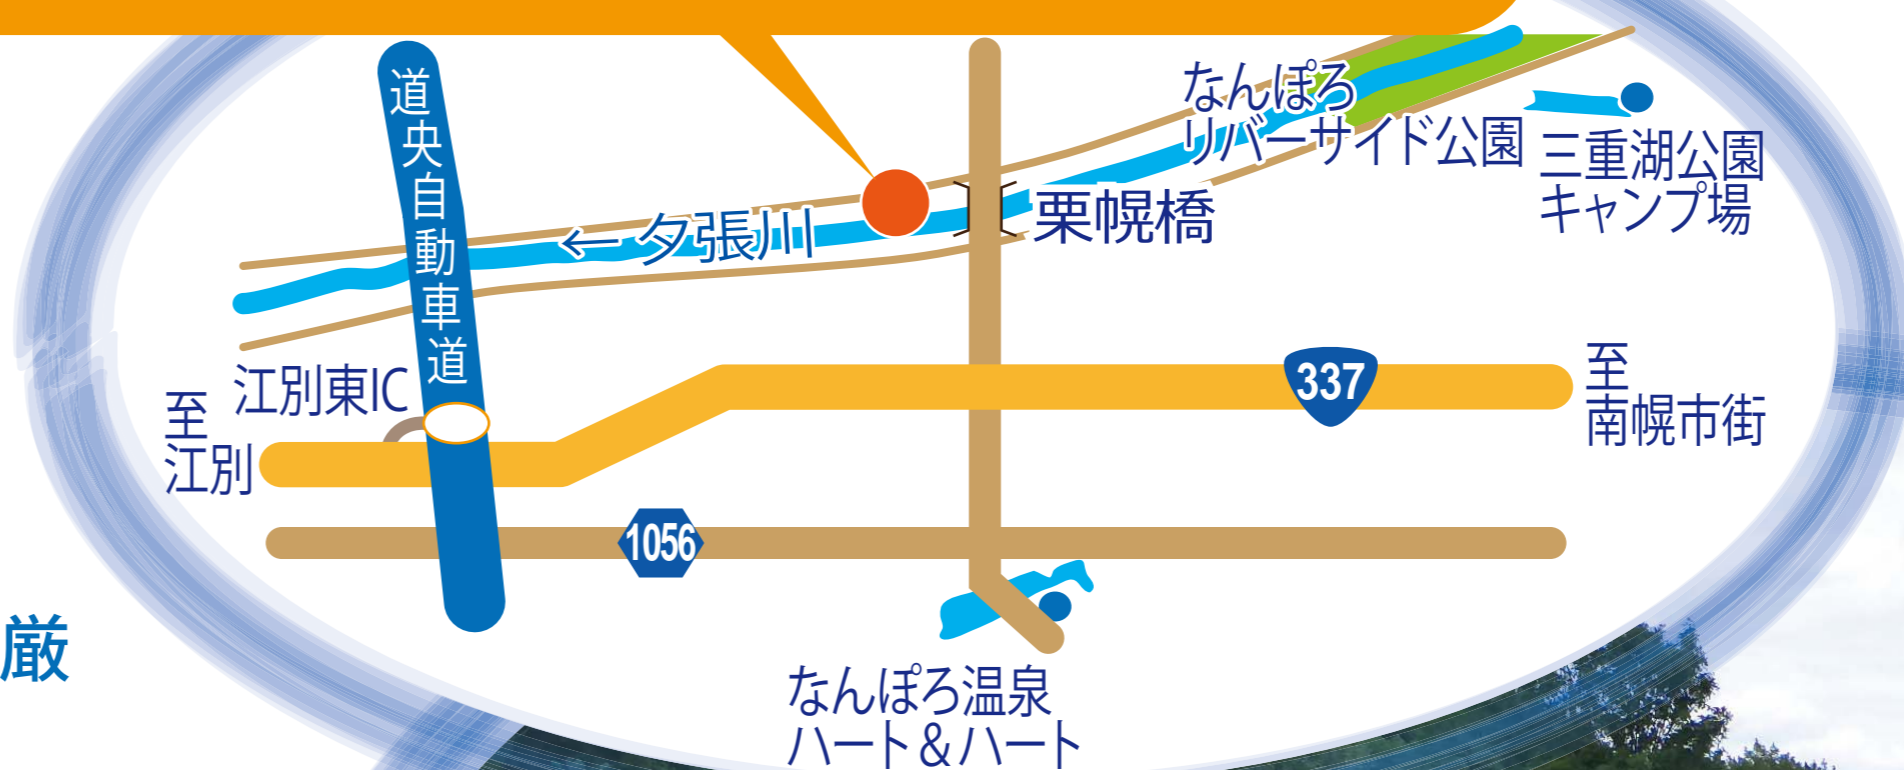 道央自動車道
なんぽろ
リバーサイド公園
三重湖公園
キャンプ場
栗幌橋
←夕張川
江別東IC
至
江別
337
至
南幌市街
1056
厳
なんぽろ温泉
ハート&ハート